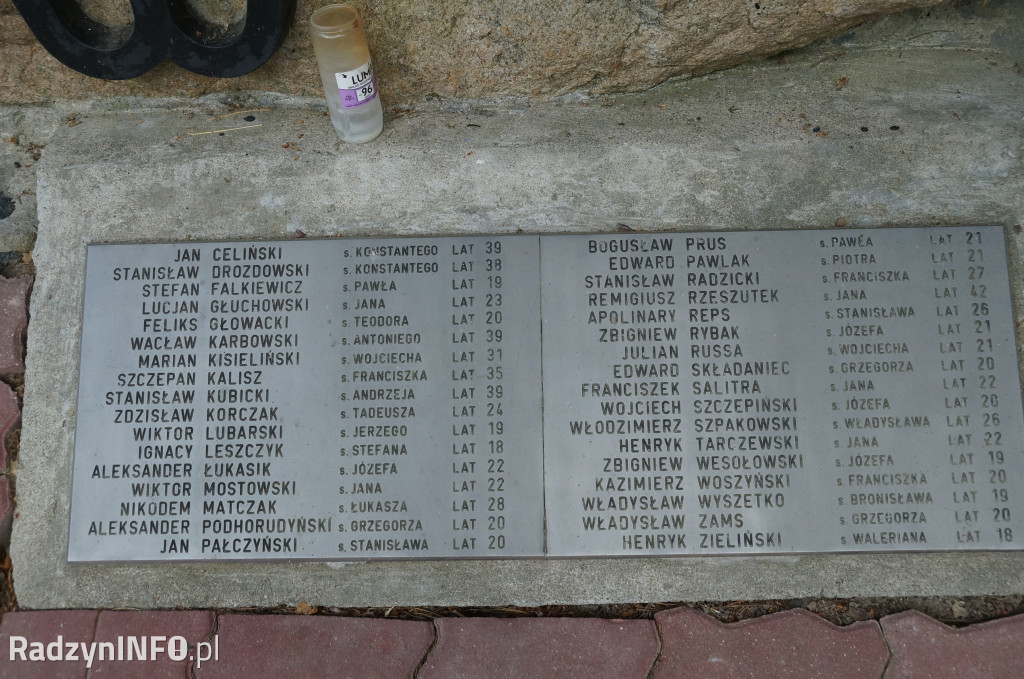 LUM
96
JAN CELIŃSKI s. KONSTANTEGO LAT 39
STANISŁAW DROZDOWSKI s. KONSTANTEGO LAT 38
STEFAN FALKIEWICZ s. PAWŁA LAT 19
LUCJAN GŁUCHOWSKI s. JANA LAT 23
FELIKS GŁOWACKI s. TEODORA LAT 20
WACŁAW KARBOWSKI s. ANTONIEGO LAT 39
MARIAN KISIELIŃSKI s. WOJCIECHA LAT 31
SZCZEPAN KALISZ s. FRANCISZKA LAT 35
STANISŁAW KUBICKI s. ANDRZEJA LAT 39
ZDZISŁAW KORCZAK s. TADEUSZA LAT 24
WIKTOR LUBARSKI s. JERZEGO LAT 19
IGNACY LESZCZYK s. STEFANA LAT 18
ALEKSANDER ŁUKASIK s. JÓZEFA LAT 22
WIKTOR MOSTOWSKI s. JANA LAT 22
NIKODEM MATCZAK s. ŁUKASZA LAT 28
ALEKSANDER PODHORUDYŃSKI s. GRZEGORZA LAT 20
JAN PAŁCZYŃSKI s. STANISŁAWA LAT 20
BOGUSŁAW PRUS s. PAWŁA LAT 21
EDWARD PAWLAK s. PIOTRA LAT 21
STANISŁAW RADZICKI s. FRANCISZKA LAT 27
REMIGIUSZ RZESZUTEK s. JANA LAT 42
APOLINARY REPS s. STANISŁAWA LAT 26
ZBIGNIEW RYBAK s. JÓZEFA LAT 21
JULIAN RUSSA s. WOJCIECHA LAT 21
EDWARD SKŁADANIEC s. GRZEGORZA LAT 20
FRANCISZEK SALITRA s. JANA LAT 22
WOJCIECH SZCZEPIŃSKI s. JÓZEFA LAT 20
WŁODZIMIERZ SZPAKOWSKI s. WŁADYSŁAWA LAT 26
HENRYK TARCZEWSKI s. JANA LAT 22
ZBIGNIEW WESOŁOWSKI s. JÓZEFA LAT 19
KAZIMIERZ WOSZYŃSKI s. FRANCISZKA LAT 20
WŁADYSŁAW WYSZETKO s. BRONISŁAWA LAT 19
WŁADYSŁAW ZAMS s. GRZEGORZA LAT 20
HENRYK ZIELIŃSKI s. WALERIANA LAT 18
RadzynINFO.pl